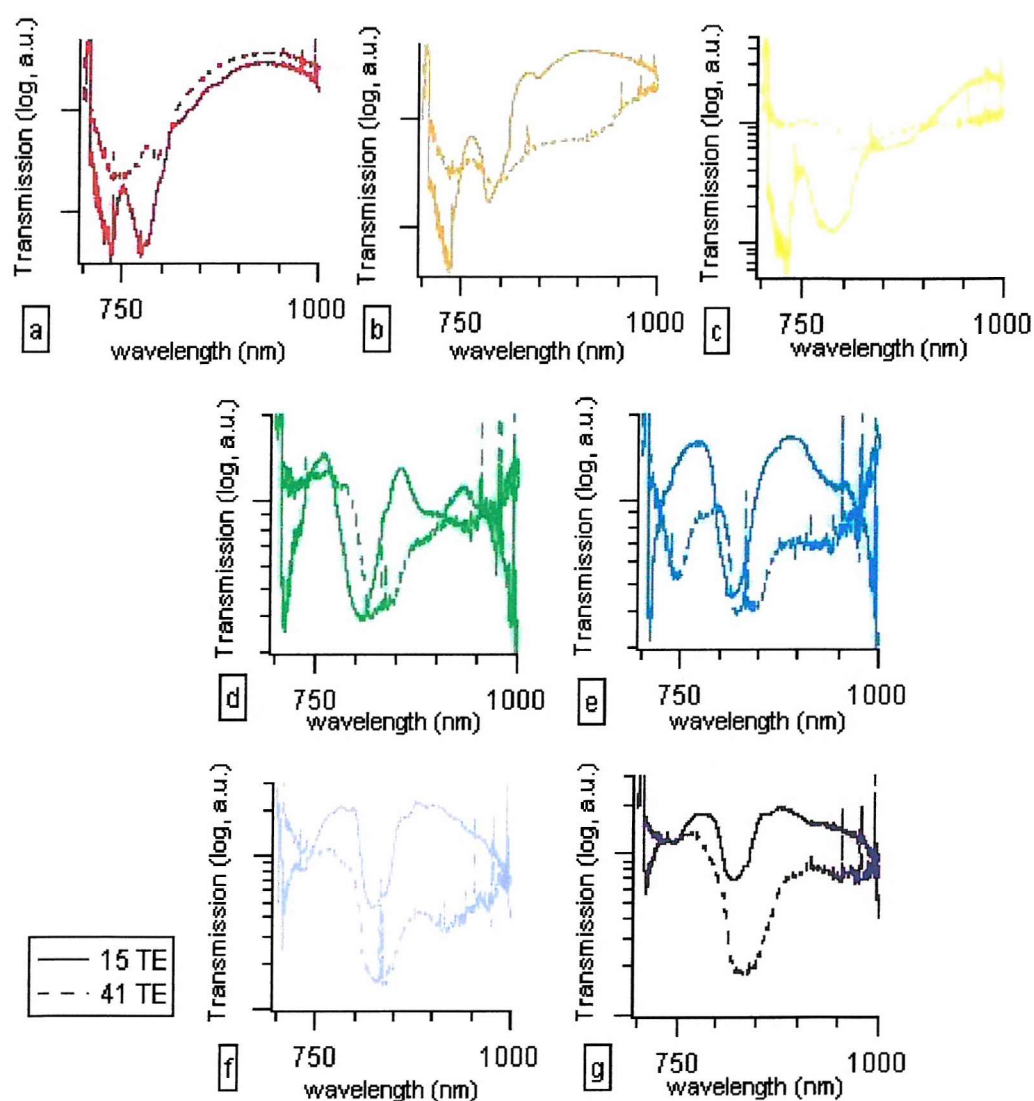 Transmission (log, a.u.)
750
1000
wavelength (nm)
a
Transmission (log, a.u.)
750
1000
wavelength (nm)
b
Transmission (log, a.u.)
750
1000
wavelength (nm)
c
Transmission (log, a.u.)
750
1000
wavelength (nm)
d
Transmission (log, a.u.)
750
1000
wavelength (nm)
e
Transmission (log, a.u.)
750
1000
wavelength (nm)
f
Transmission (log, a.u.)
750
1000
wavelength (nm)
g
15 TE
41 TE